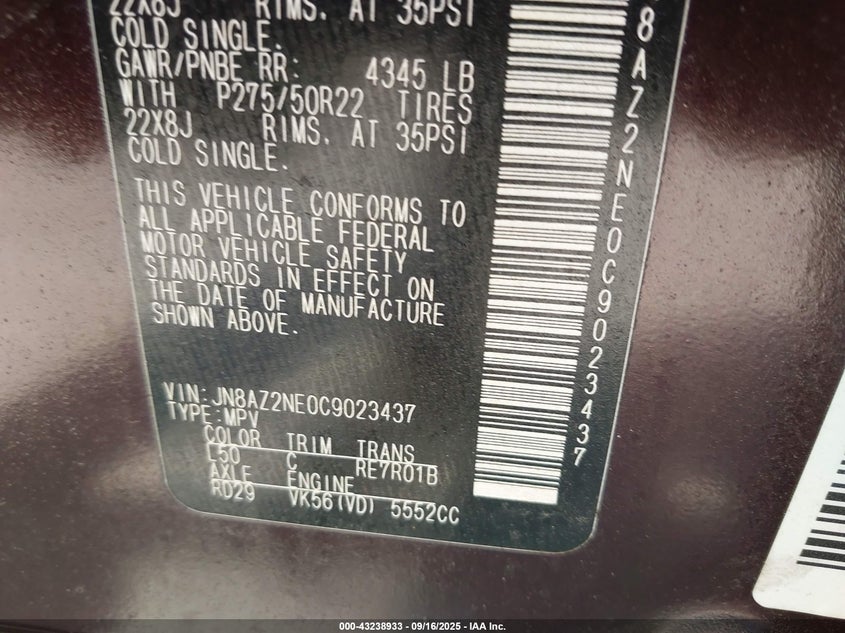 22X8J RIMS. AT 35PSI
COLD SINGLE.
GAWR/PNBE RR: 4345 LB
WITH P275/50R22 TIRES
22X8J RIMS. AT 35PSI
COLD SINGLE.
THIS VEHICLE CONFORMS TO
ALL APPLICABLE FEDERAL
MOTOR VEHICLE SAFETY
STANDARDS IN EFFECT ON
THE DATE OF MANUFACTURE
SHOWN ABOVE.
VIN:JN8AZ2NE0C9023437
TYPE:MPV
COLOR TRIM TRANS
L50 C RE7R01B
AXLE ENGINE
RD29 VK56(VD) 5552CC
8AZ2NE0C9023437
000-43238933 - 09/16/2025 - IAA Inc.